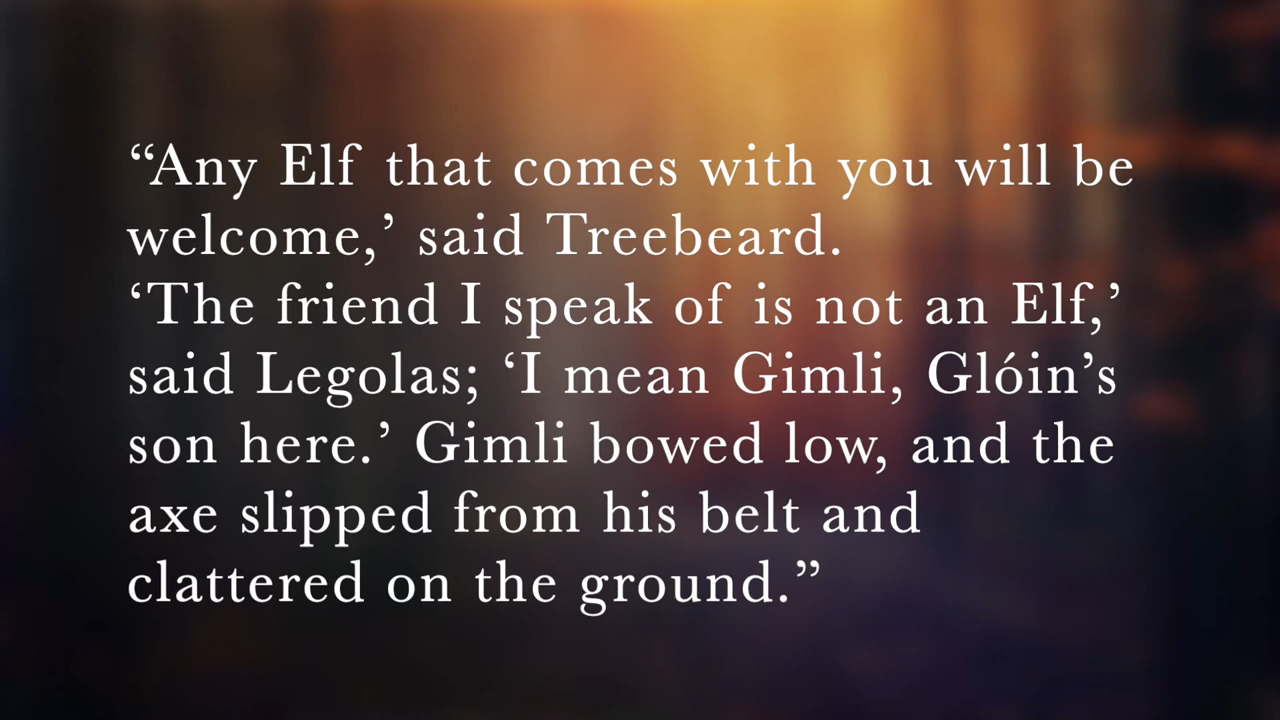 “Any Elf that comes with you will be
welcome,’ said Treebeard.
‘The friend I speak of is not an Elf,’
said Legolas; ‘I mean Gimli, Glóin’s
son here.’ Gimli bowed low, and the
axe slipped from his belt and
clattered on the ground.”